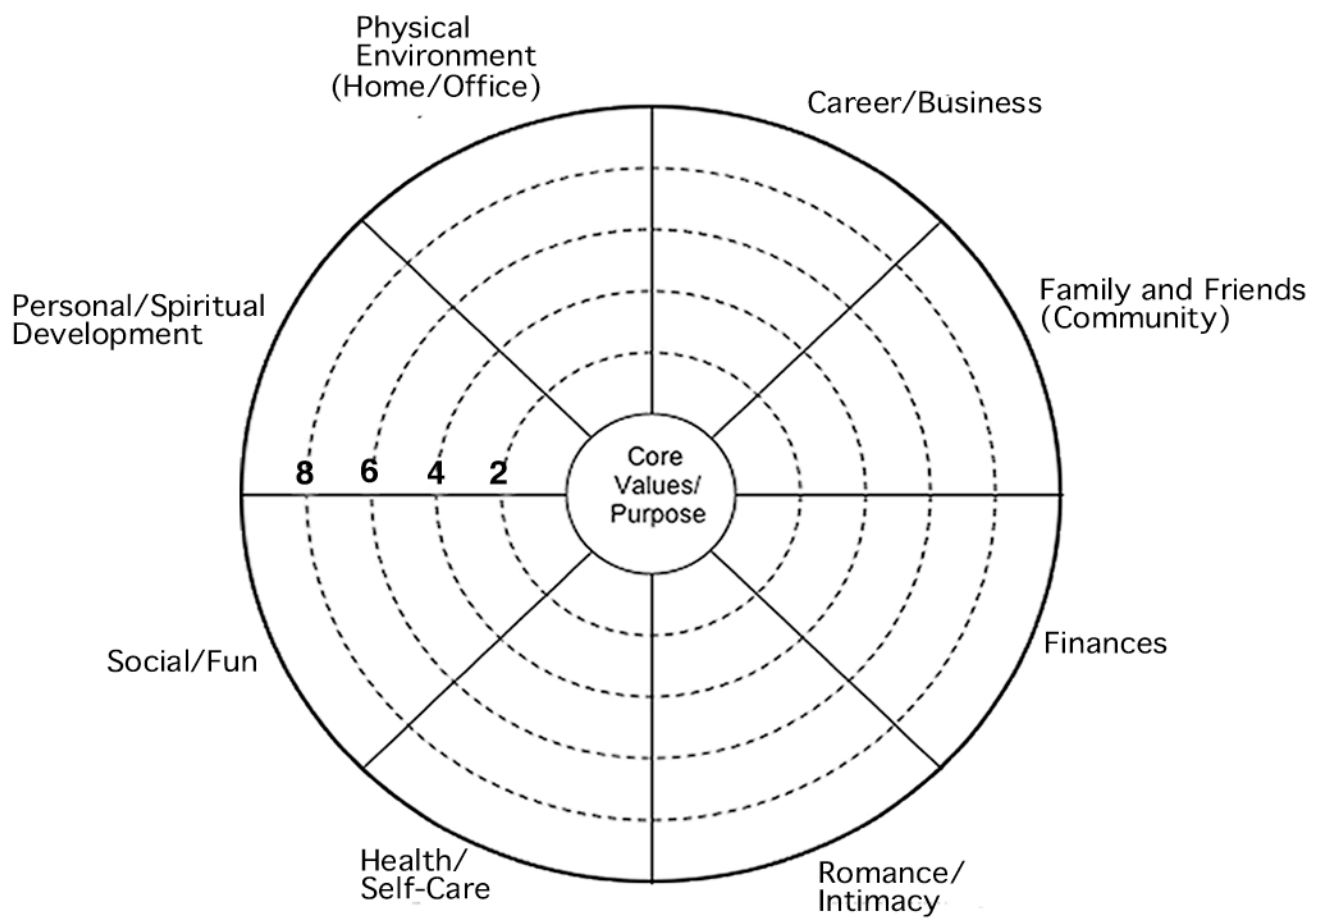 Physical
Environment
(Home/Office)
Career/Business
Personal/Spiritual
Development
Family and Friends
(Community)
8 6 4 2
Core
Values/
Purpose
Social/Fun
Finances
Health/
Self-Care
Romance/
Intimacy